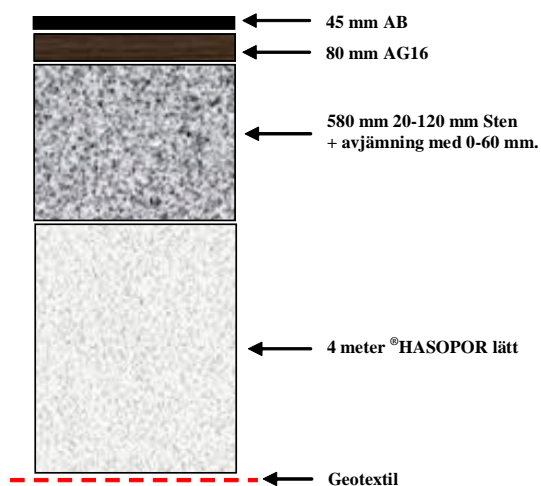 45 mm AB
80 mm AG16
580 mm 20-120 mm Sten
+ avjämning med 0-60 mm.
4 meter ®HASOPOR lätt
Geotextil